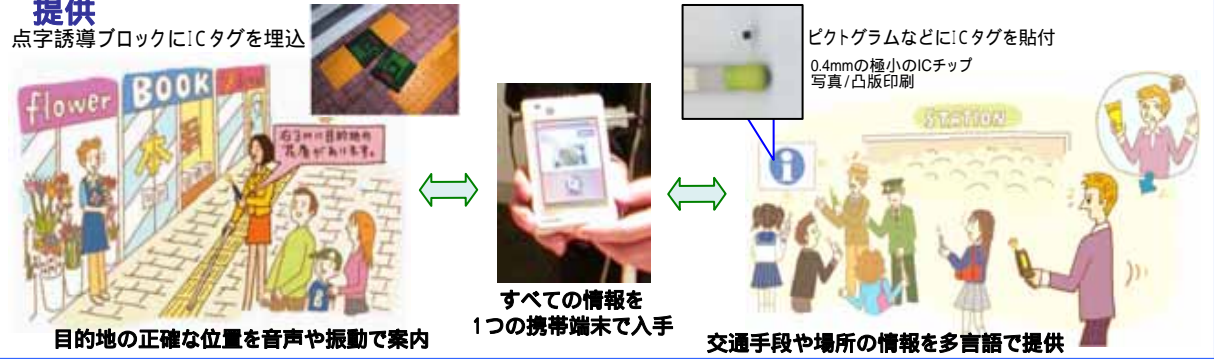 提供
点字誘導ブロックにICタグを埋込
flower
BOOK
本
右3mに目的地の
花屋があります。
目的地の正確な位置を音声や振動で案内
すべての情報を
1つの携帯端末で入手
ピクトグラムなどにICタグを貼付
0.4mmの極小のICチップ
写真/凸版印刷
STATION
i
交通手段や場所の情報を多言語で提供